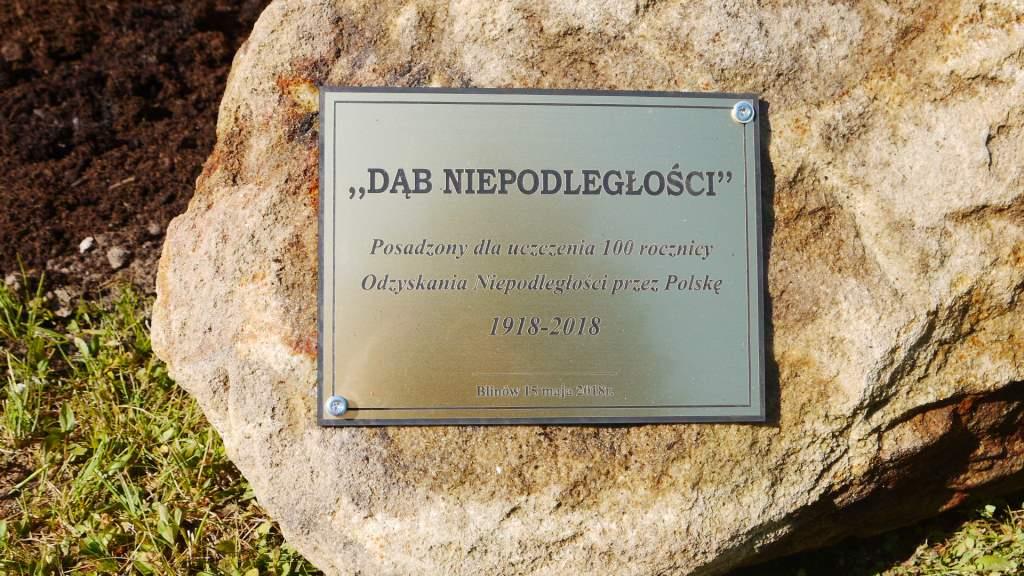 ,,DĄB NIEPODLEGŁOŚCI”
Posadzony dla uczczenia 100 rocznicy
Odzyskania Niepodległości przez Polskę
1918-2018
Blinów 15 maja 2018r.